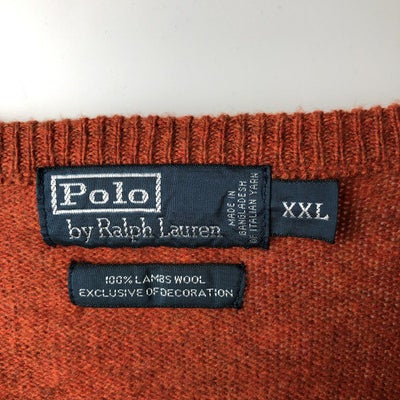 Polo
by Ralph Lauren
MADE IN
BANGLADESH
OF ITALIAN YARN
XXL
100% LAMBS WOOL
EXCLUSIVE OF DECORATION